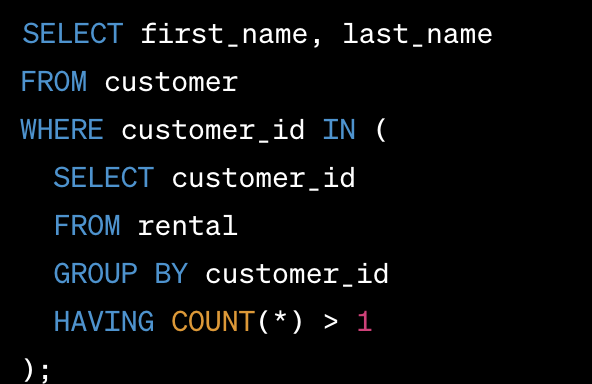 SELECT first_name, last_name
FROM customer
WHERE customer_id IN (
  SELECT customer_id
  FROM rental
  GROUP BY customer_id
  HAVING COUNT(*) > 1
);